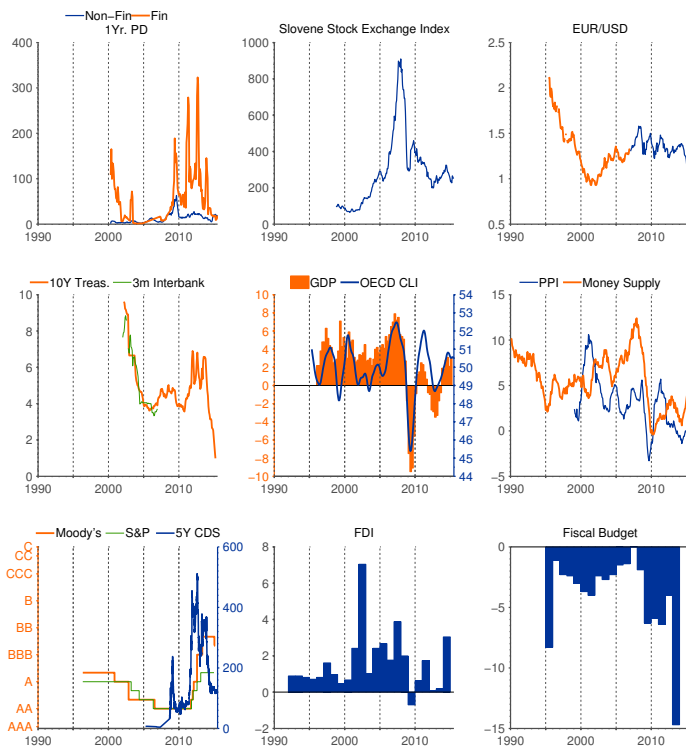 Non-Fin Fin
1Yr. PD
400
300
200
100
0
1990 2000 2010
Slovene Stock Exchange Index
1000
800
600
400
200
0
1990 2000 2010
EUR/USD
2.5
2
1.5
1
0.5
1990 2000 2010
10Y Treas. 3m Interbank
10
8
6
4
2
0
1990 2000 2010
GDP OECD CLI
10 54
8 53
6 52
4 51
2 50
0 49
−2 48
−4 47
−6 46
−8 45
−10 44
1990 2000 2010
PPI Money Supply
15
10
5
0
−5
1990 2000 2010
Moody's S&P 5Y CDS
C 600
CC
CCC
B 400
BB
BBB 200
A
AA
AAA 0
1990 2000 2010
FDI
8
6
4
2
0
−2
1990 2000 2010
Fiscal Budget
0
−5
−10
−15
1990 2000 2010